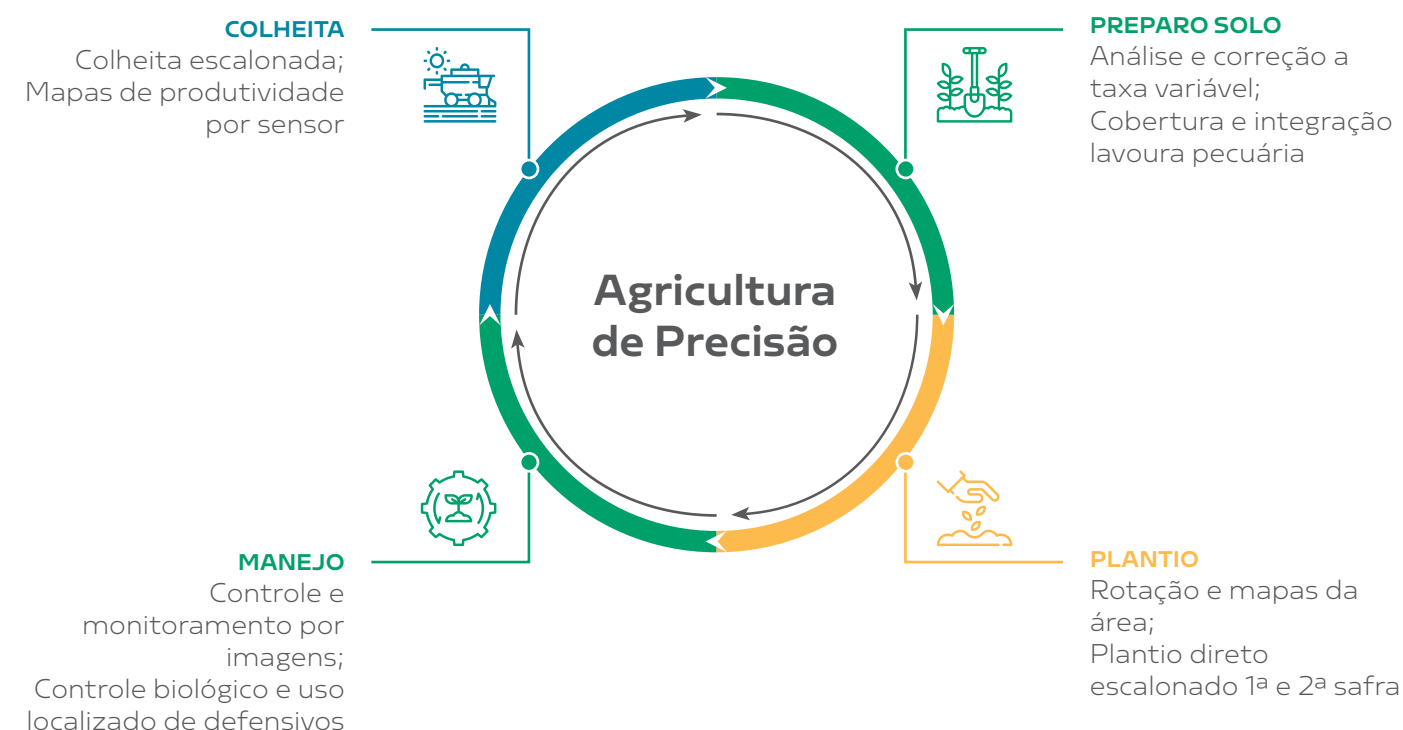 COLHEITA
Colheita escalonada;
Mapas de produtividade
por sensor
PREPARO SOLO
Análise e correção a
taxa variável;
Cobertura e integração
lavoura pecuária
Agricultura
de Precisão
MANEJO
Controle e
monitoramento por
imagens;
Controle biológico e uso
localizado de defensivos
PLANTIO
Rotação e mapas da
área;
Plantio direto
escalonado 1ª e 2ª safra